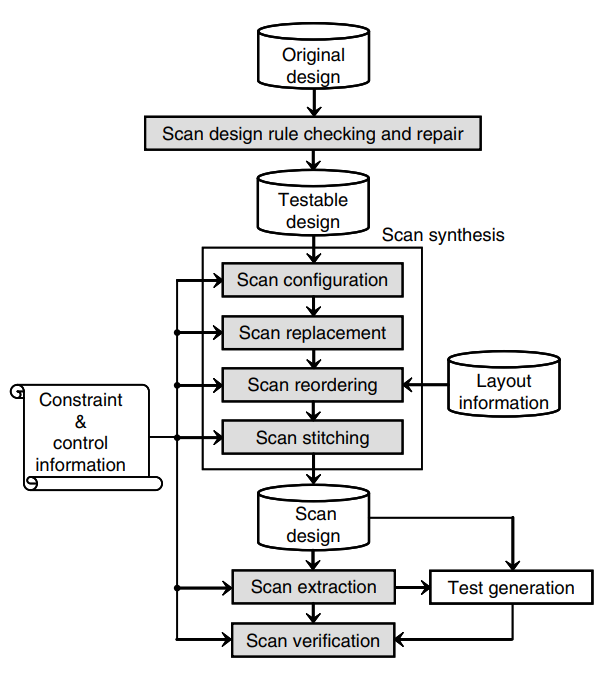 Original
design
Scan design rule checking and repair
Testable
design
Scan synthesis
Scan configuration
Scan replacement
Scan reordering
Layout
information
Constraint
&
control
information
Scan stitching
Scan
design
Scan extraction
Test generation
Scan verification